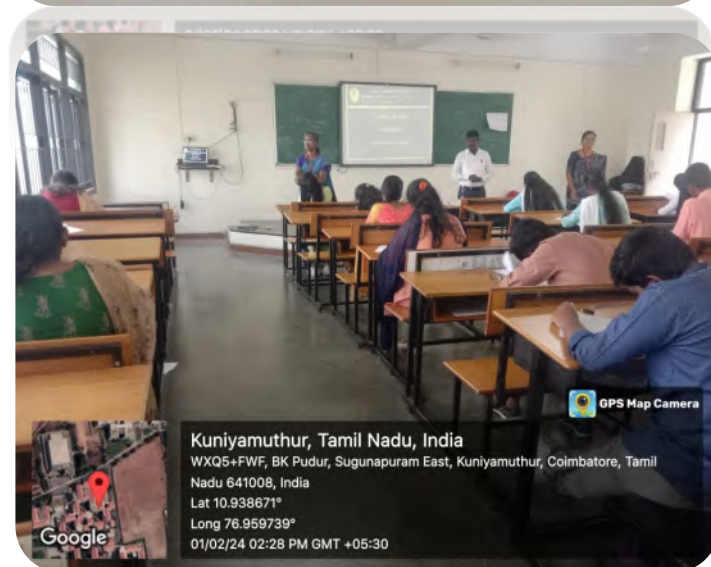 GPS Map Camera
Kuniyamuthur, Tamil Nadu, India
WXQ5+FWF, BK Pudur, Sugunapuram East, Kuniyamuthur, Coimbatore, Tamil
Nadu 641008, India
Lat 10.938671°
Long 76.959739°
01/02/24 02:28 PM GMT +05:30
Google